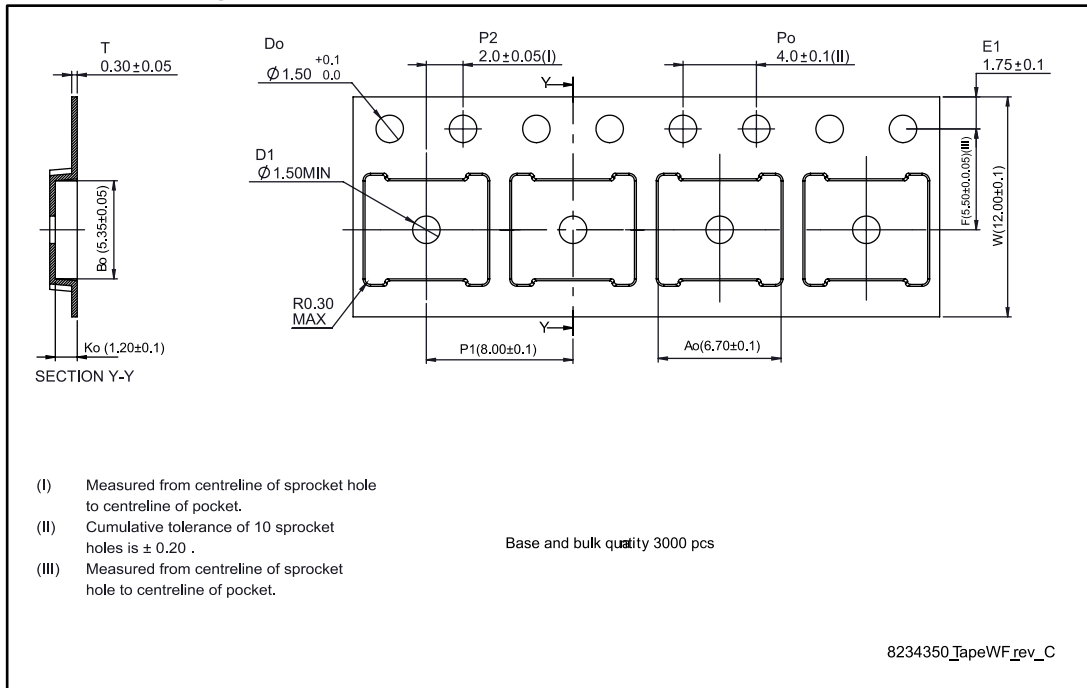 T
0.30±0.05
Do
Ø1.50 +0.1 0.0
P2
2.0±0.05(I)
Po
4.0±0.1(II)
E1
1.75±0.1
Y
D1
Ø1.50MIN
Bo (5.35±0.05)
F(5.50±0.0.05)(III)
W(12.00±0.1)
R0.30
MAX
Y
Ko (1.20±0.1)
P1(8.00±0.1)
Ao(6.70±0.1)
SECTION Y-Y
(I) Measured from centreline of sprocket hole
to centreline of pocket.
(II) Cumulative tolerance of 10 sprocket
holes is ± 0.20 .
(III) Measured from centreline of sprocket
hole to centreline of pocket.
Base and bulk quatity 3000 pcs
8234350_TapeWF_rev_C